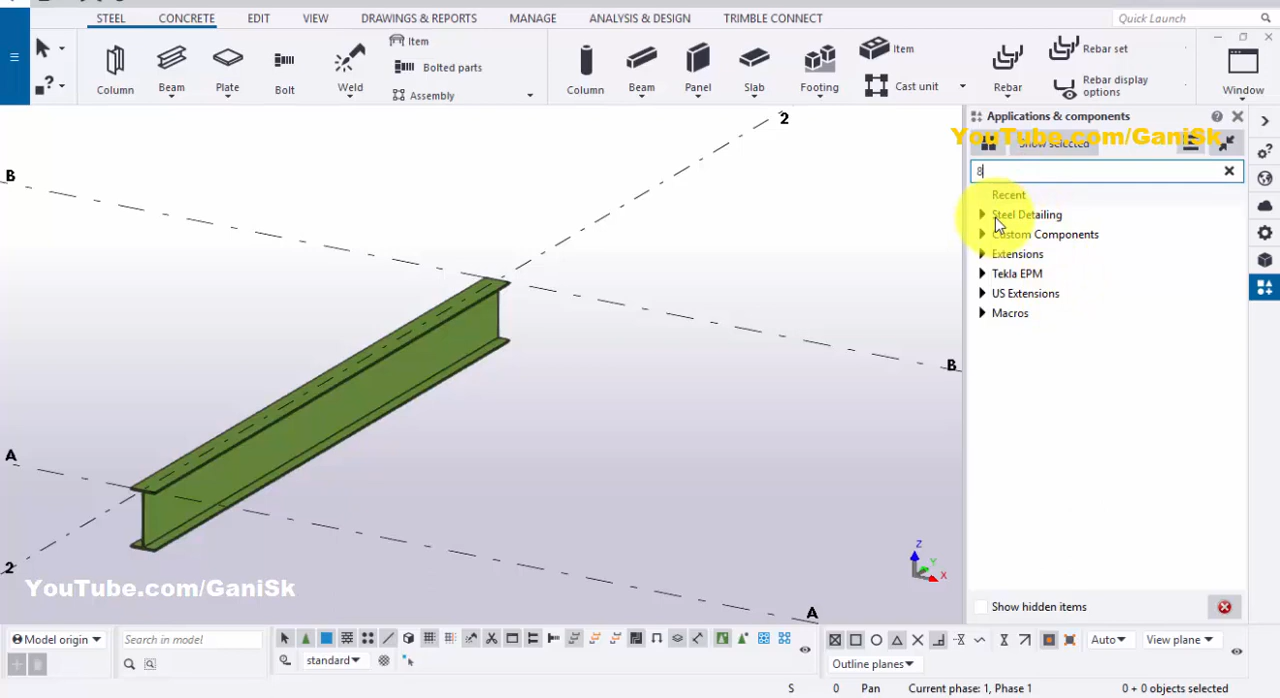 STEEL CONCRETE EDIT VIEW DRAWINGS & REPORTS MANAGE ANALYSIS & DESIGN TRIMBLE CONNECT Quick Launch
Column Beam Plate Bolt Weld
Item
Bolted parts
Assembly
Column Beam Panel Slab Footing
Item
Cast unit
Rebar
Rebar set
Rebar display options
Window
Applications & components
YouTube.com/GaniSk
Show selected
8
Recent
Steel Detailing
Custom Components
Extensions
Tekla EPM
US Extensions
Macros
2
B
B
A
2
A
Z
Y
X
YouTube.com/GaniSk
Show hidden items
Model origin
Search in model
standard
Auto
View plane
Outline planes
S 0 Pan Current phase: 1, Phase 1 0 + 0 objects selected